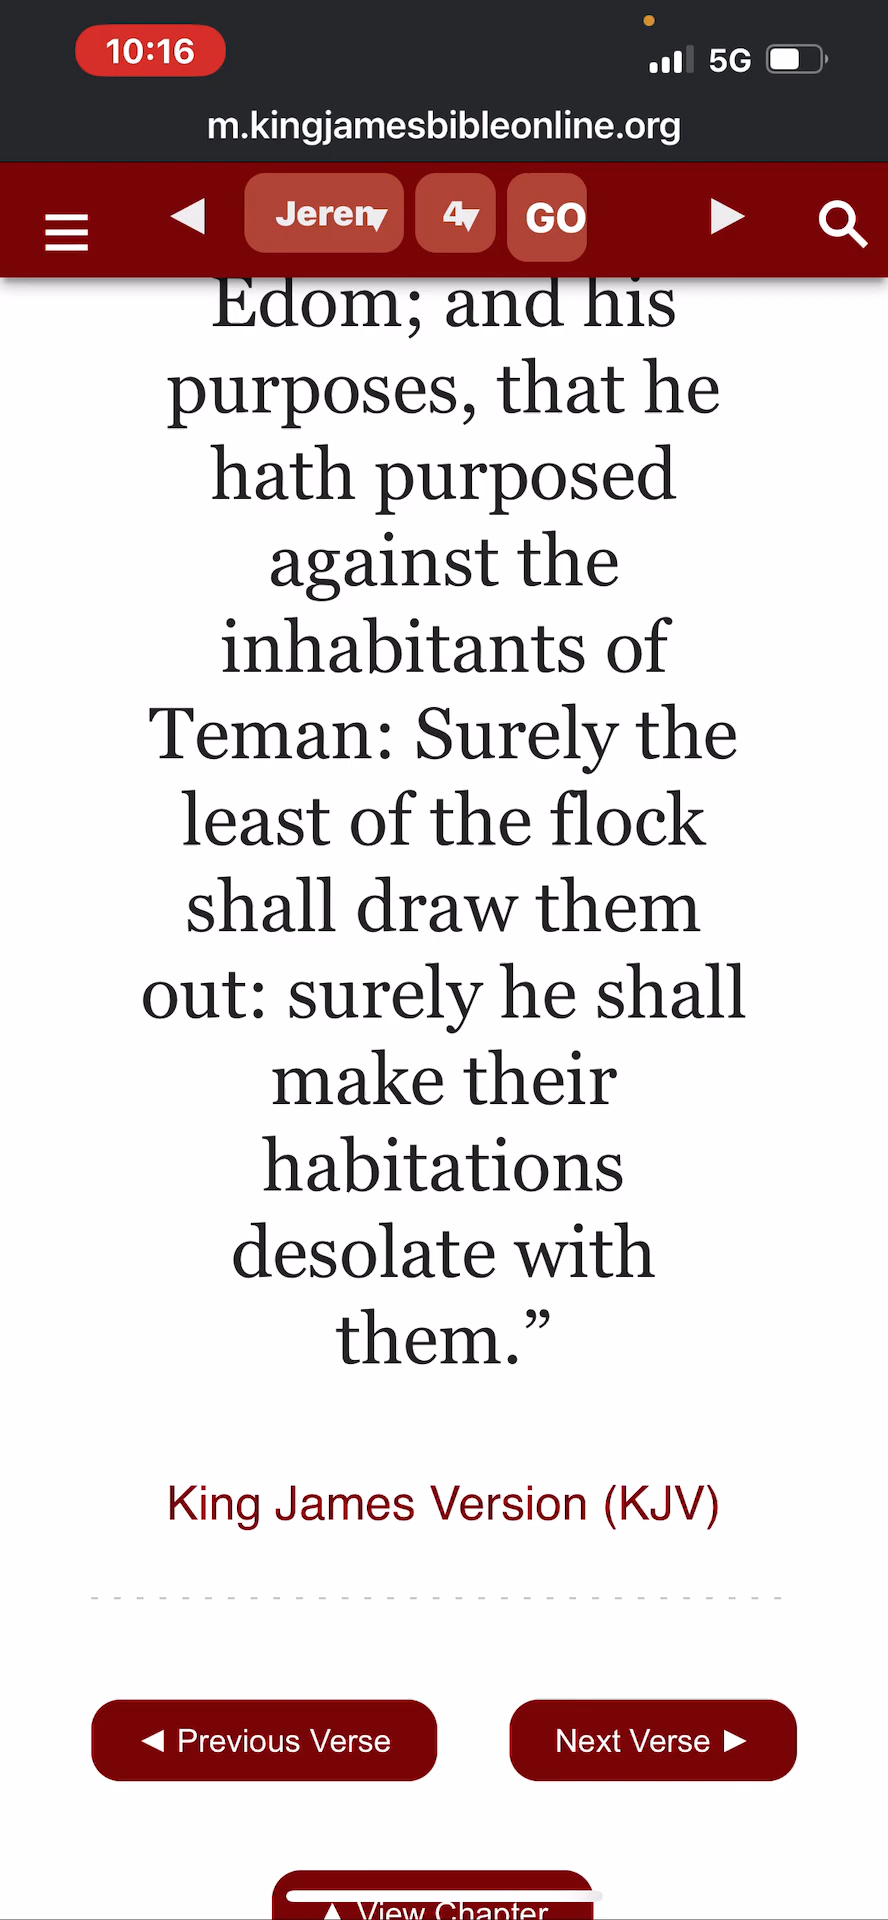 10:16
5G
m.kingjamesbibleonline.org
Jerem
4
GO
Edom; and his
purposes, that he
hath purposed
against the
inhabitants of
Teman: Surely the
least of the flock
shall draw them
out: surely he shall
make their
habitations
desolate with
them.”
King James Version (KJV)
◀ Previous Verse
Next Verse ▶
▲ View Chapter